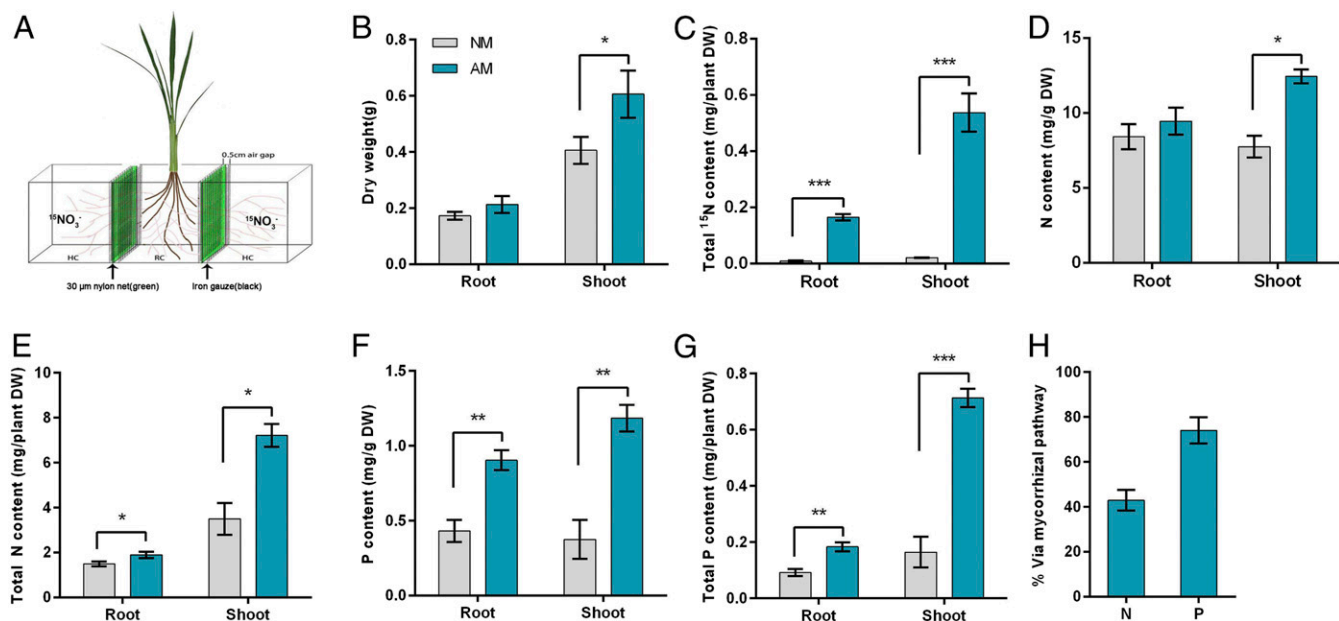 A
0.5cm air gap
15NO3-
15NO3-
HC
RC
HC
30 μm nylon net(green)
Iron gauze(black)
B
NM
AM
*
Dry weight(g)
0.8
0.6
0.4
0.2
0.0
Root
Shoot
C
***
***
Total 15N content (mg/plant DW)
0.8
0.6
0.4
0.2
0.0
Root
Shoot
D
*
N content (mg/g DW)
15
10
5
0
Root
Shoot
E
*
*
Total N content (mg/plant DW)
10
8
6
4
2
0
Root
Shoot
F
**
**
P content (mg/g DW)
1.5
1.0
0.5
0.0
Root
Shoot
G
**
***
Total P content (mg/plant DW)
0.8
0.6
0.4
0.2
0.0
Root
Shoot
H
% Via mycorrhizal pathway
100
80
60
40
20
0
N
P